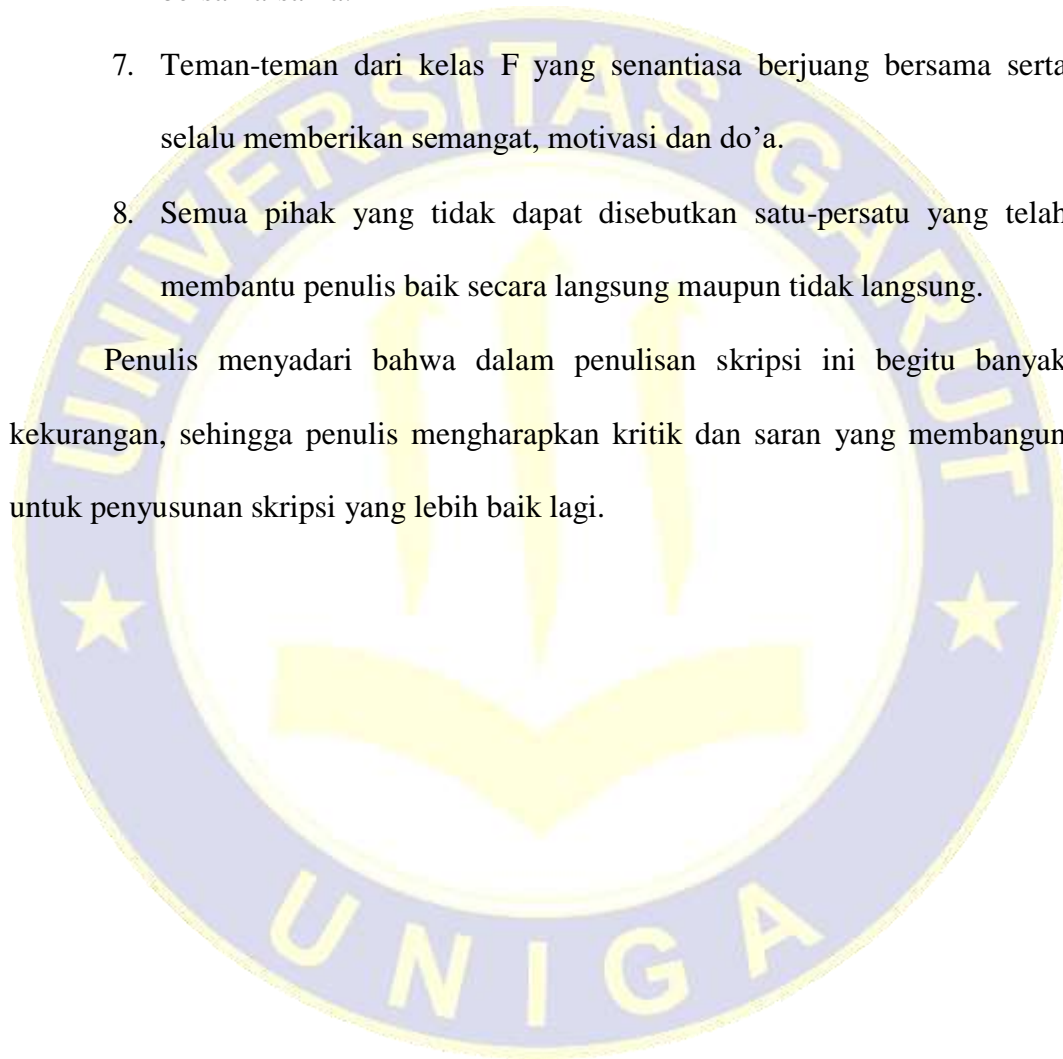 7. Teman-teman dari kelas F yang senantiasa berjuang bersama serta
selalu memberikan semangat, motivasi dan do’a.
8. Semua pihak yang tidak dapat disebutkan satu-persatu yang telah
membantu penulis baik secara langsung maupun tidak langsung.
Penulis menyadari bahwa dalam penulisan skripsi ini begitu banyak
kekurangan, sehingga penulis mengharapkan kritik dan saran yang membangun
untuk penyusunan skripsi yang lebih baik lagi.
UNIVERSITAS GARUT
UNIGA